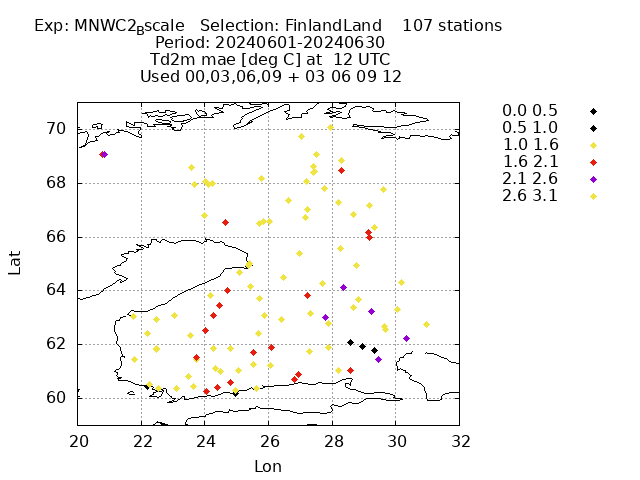 Exp: MNWC2_Bscale   Selection: FinlandLand    107 stations
Period: 20240601-20240630
Td2m mae [deg C] at  12 UTC
Used 00,03,06,09 + 03 06 09 12
0.0 0.5
0.5 1.0
1.0 1.6
1.6 2.1
2.1 2.6
2.6 3.1
70
68
66
64
62
60
Lat
20 22 24 26 28 30 32
Lon